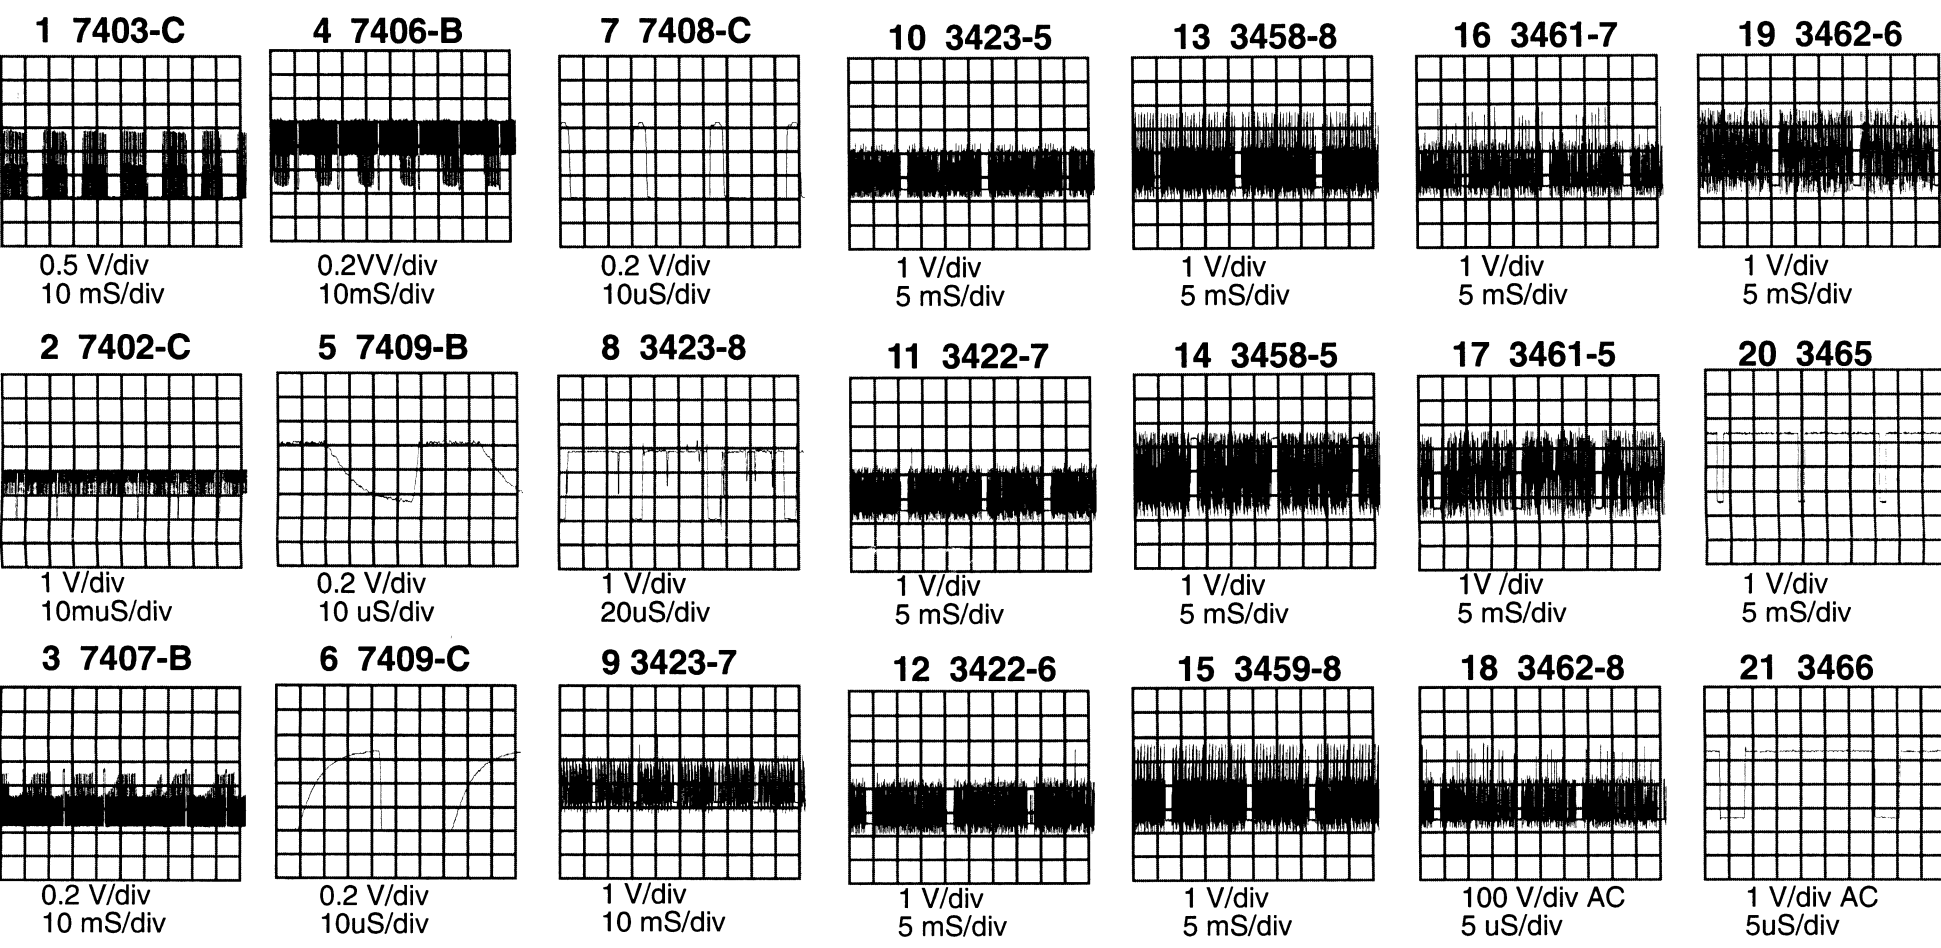 1 7403-C
0.5 V/div
10 mS/div
2 7402-C
1 V/div
10muS/div
3 7407-B
0.2 V/div
10 mS/div
4 7406-B
0.2VV/div
10mS/div
5 7409-B
0.2 V/div
10 uS/div
6 7409-C
0.2 V/div
10uS/div
7 7408-C
0.2 V/div
10uS/div
8 3423-8
1 V/div
20uS/div
9 3423-7
1 V/div
10 mS/div
10 3423-5
1 V/div
5 mS/div
11 3422-7
1 V/div
5 mS/div
12 3422-6
1 V/div
5 mS/div
13 3458-8
1 V/div
5 mS/div
14 3458-5
1 V/div
5 mS/div
15 3459-8
1 V/div
5 mS/div
16 3461-7
1 V/div
5 mS/div
17 3461-5
1V /div
5 mS/div
18 3462-8
100 V/div AC
5 uS/div
19 3462-6
1 V/div
5 mS/div
20 3465
1 V/div
5 mS/div
21 3466
1 V/div AC
5uS/div